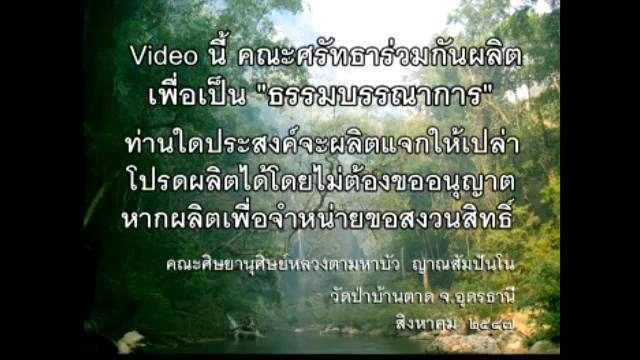 Video นี้ คณะศรัทธาร่วมกันผลิต
เพื่อเป็น "ธรรมบรรณาการ"
ท่านใดประสงค์จะผลิตแจกให้เปล่า
โปรดผลิตได้โดยไม่ต้องขออนุญาต
หากผลิตเพื่อจำหน่ายขอสงวนสิทธิ์
คณะศิษยานุศิษย์หลวงตามหาบัว ญาณสัมปันโน
วัดป่าบ้านตาด จ.อุดรธานี
สิงหาคม ๒๕๔๗